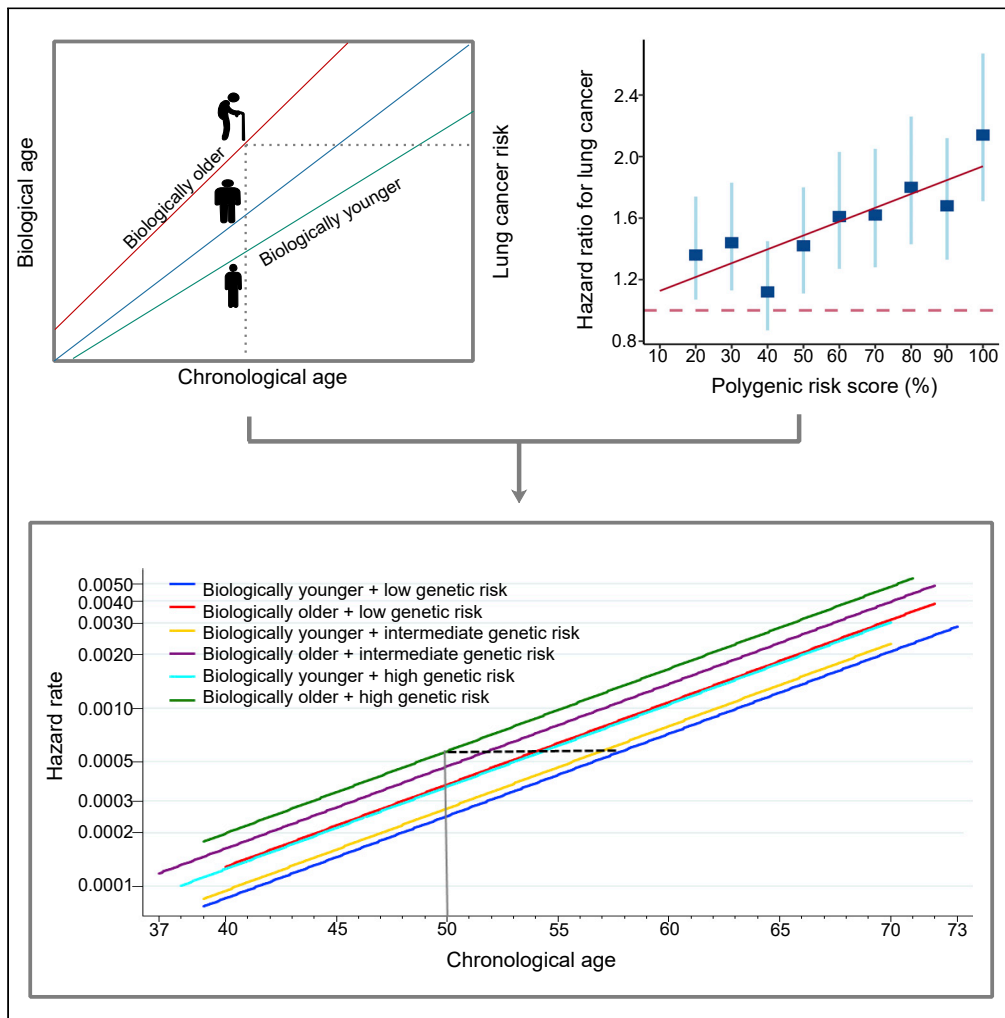 Biological age
Biologically older
Biologically younger
Lung cancer risk
Chronological age
Hazard ratio for lung cancer
2.4
2.0
1.6
1.2
0.8
10 20 30 40 50 60 70 80 90 100
Polygenic risk score (%)
Hazard rate
0.0050
0.0040
0.0030
0.0020
0.0010
0.0005
0.0003
0.0002
0.0001
Biologically younger + low genetic risk
Biologically older + low genetic risk
Biologically younger + intermediate genetic risk
Biologically older + intermediate genetic risk
Biologically younger + high genetic risk
Biologically older + high genetic risk
37 40 45 50 55 60 65 70 73
Chronological age